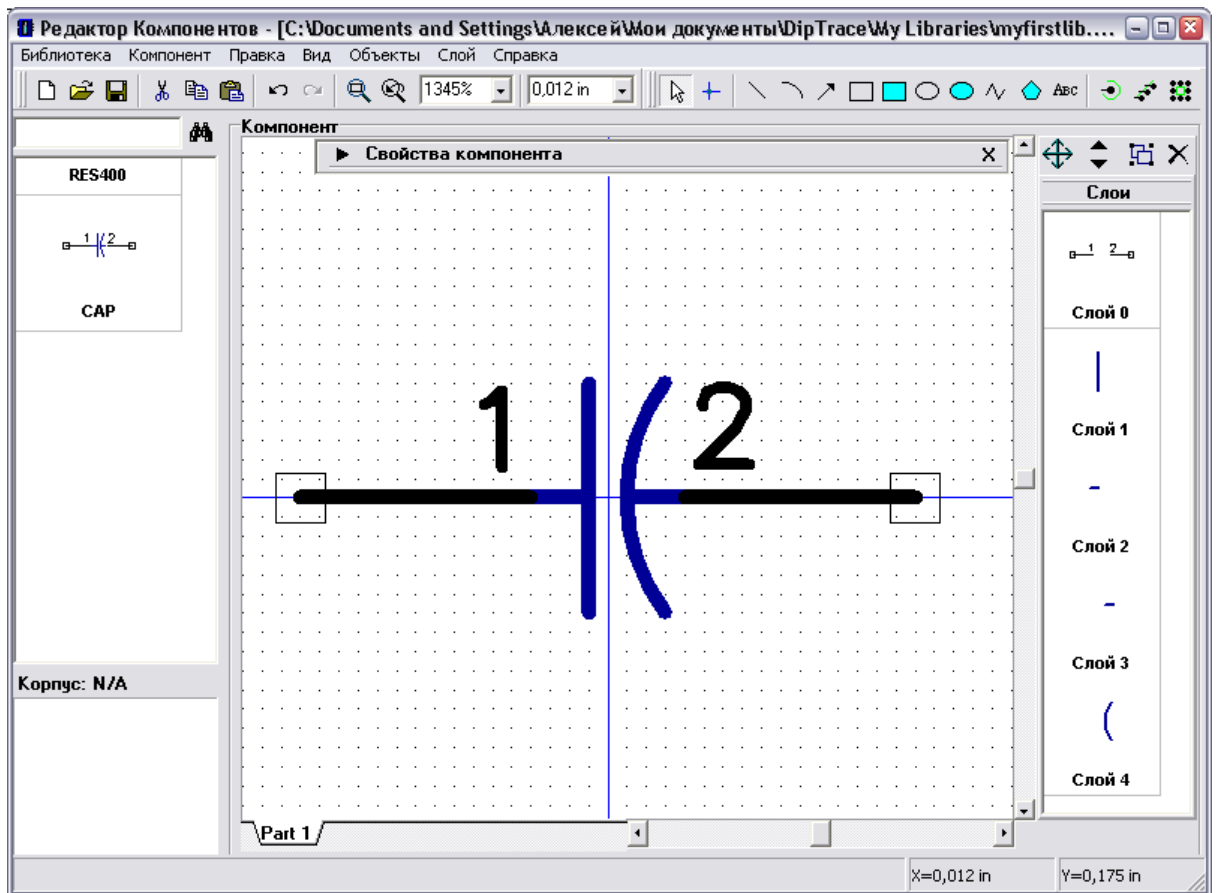 Редактор Компонентов - [C:\Documents and Settings\Алексей\Мои документы\DipTrace\My Libraries\myfirstlib....
Библиотека Компонент Правка Вид Объекты Слой Справка
1345% 0,012 in ABC
Компонент
Свойства компонента X
RES400
1 2
CAP
Корпус: N/A
1 2
Part 1
Слои
1 2
Слой 0
Слой 1
Слой 2
Слой 3
Слой 4
X=0,012 in Y=0,175 in